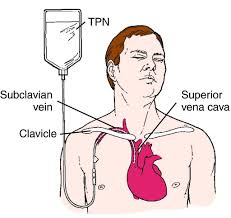 TPN
Subclavian
vein
Clavicle
Superior
vena cava